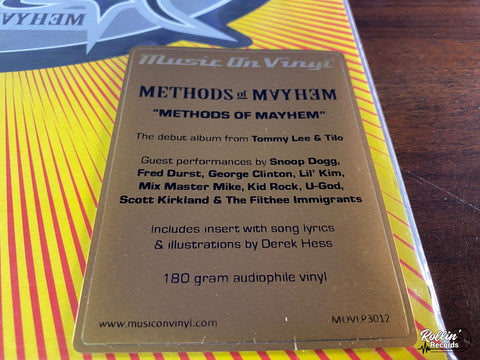 MEHYA
Music On Vinyl
METHODS of MAYHEM
"METHODS OF MAYHEM"
The debut album from Tommy Lee & Tilo
Guest performances by Snoop Dogg,
Fred Durst, George Clinton, Lil' Kim,
Mix Master Mike, Kid Rock, U-God,
Scott Kirkland & The Filthee Immigrants
Includes insert with song lyrics
& illustrations by Derek Hess
180 gram audiophile vinyl
www.musiconvinyl.com MOVLP3012
Rollin'
Records